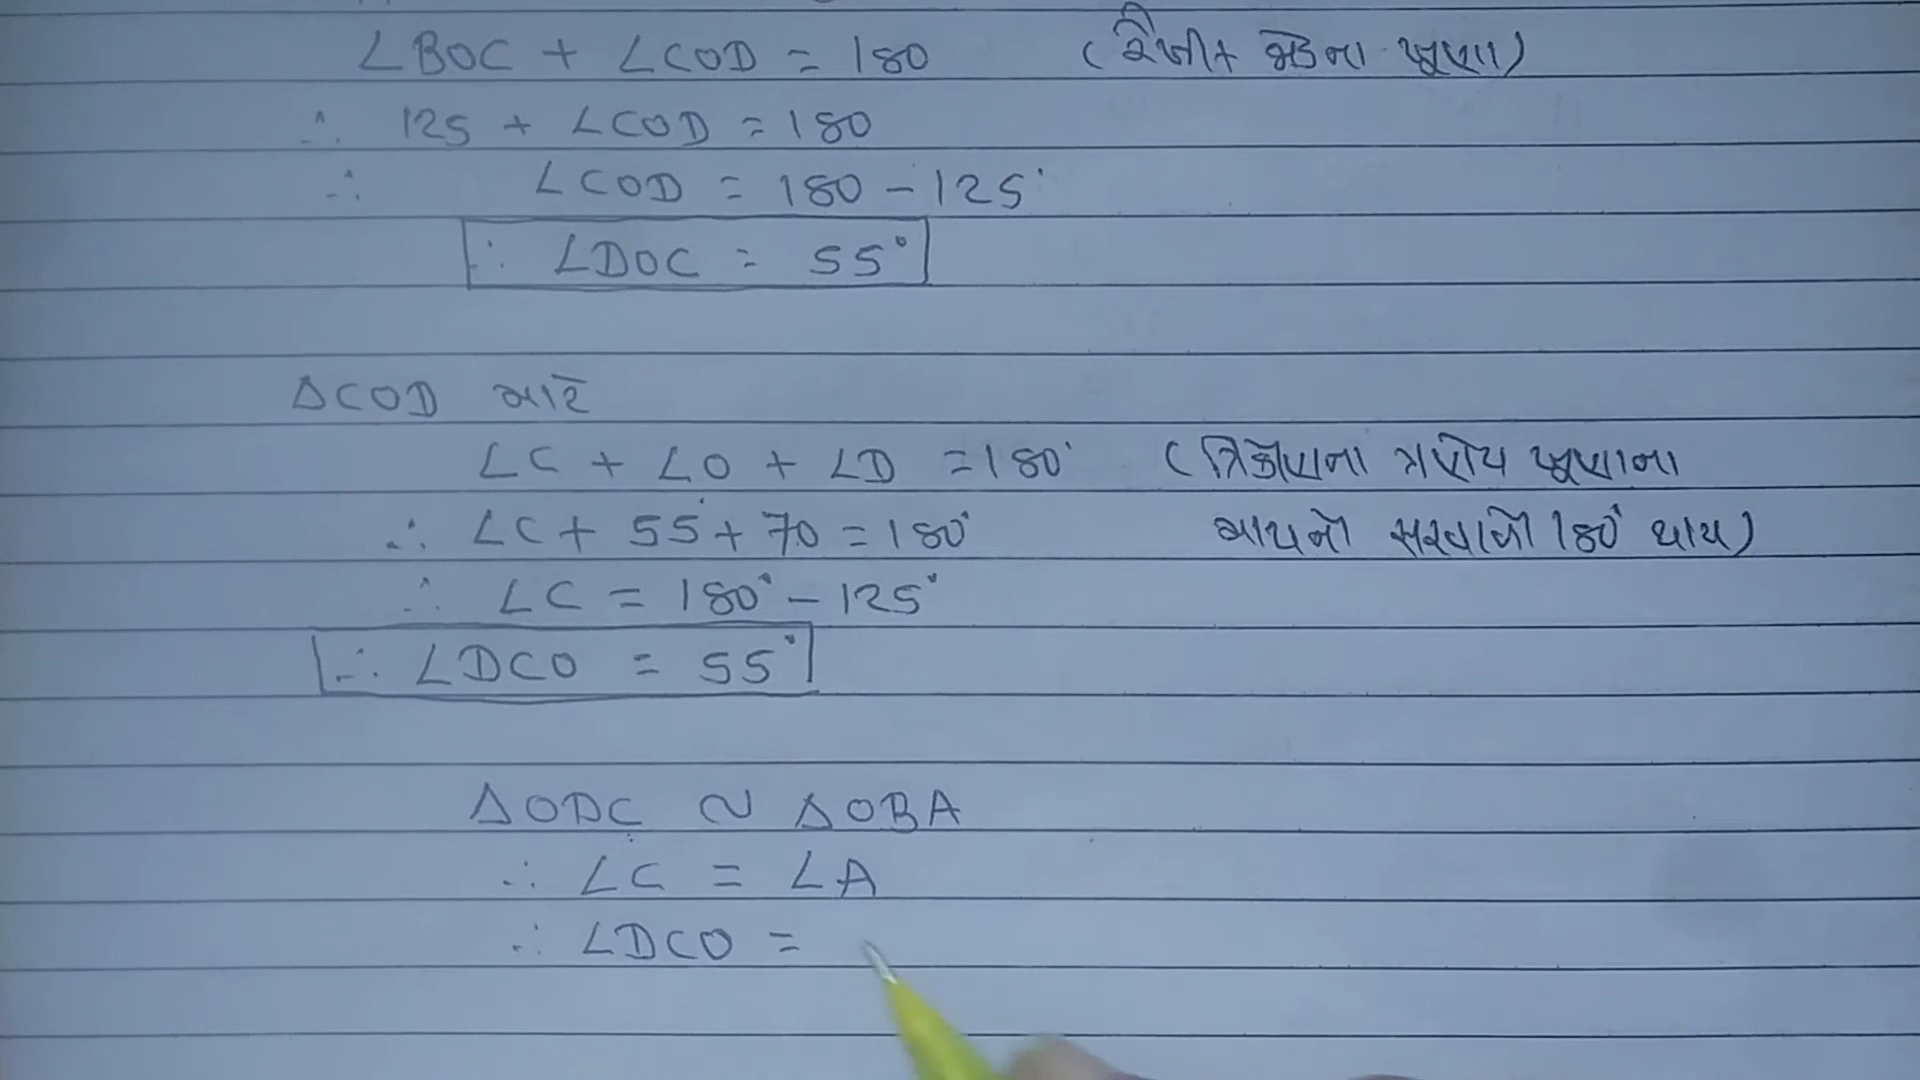 ∠BOC + ∠COD = 180 (રૈખીક જોડના ખૂણા)
∴ 125 + ∠COD = 180
∴ ∠COD = 180 - 125°
∴ ∠DOC = 55°
ΔCOD માટે
∠C + ∠O + ∠D = 180° (ત્રિકોણના ત્રણેય ખૂણાના
∴ ∠C + 55° + 70 = 180° માપનો સરવાળો 180° થાય)
∴ ∠C = 180° - 125°
∴ ∠DCO = 55°
ΔODC ~ ΔOBA
∴ ∠C = ∠A
∴ ∠DCO =